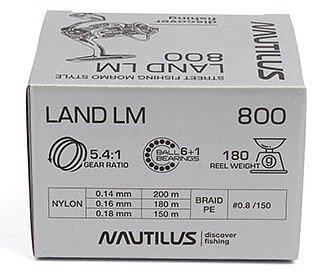 discover
fishing
NAUTILUS
STREET FISHING MORMO STYLE
LAND LM
800
LAND LM 800
5.4:1
GEAR RATIO
BALL 6+1
BEARINGS
180 g
REEL WEIGHT
NYLON
0.14 mm 200 m
0.16 mm 180 m
0.18 mm 150 m
BRAID
PE
#0.8 /150
NAUTILUS discover
fishing